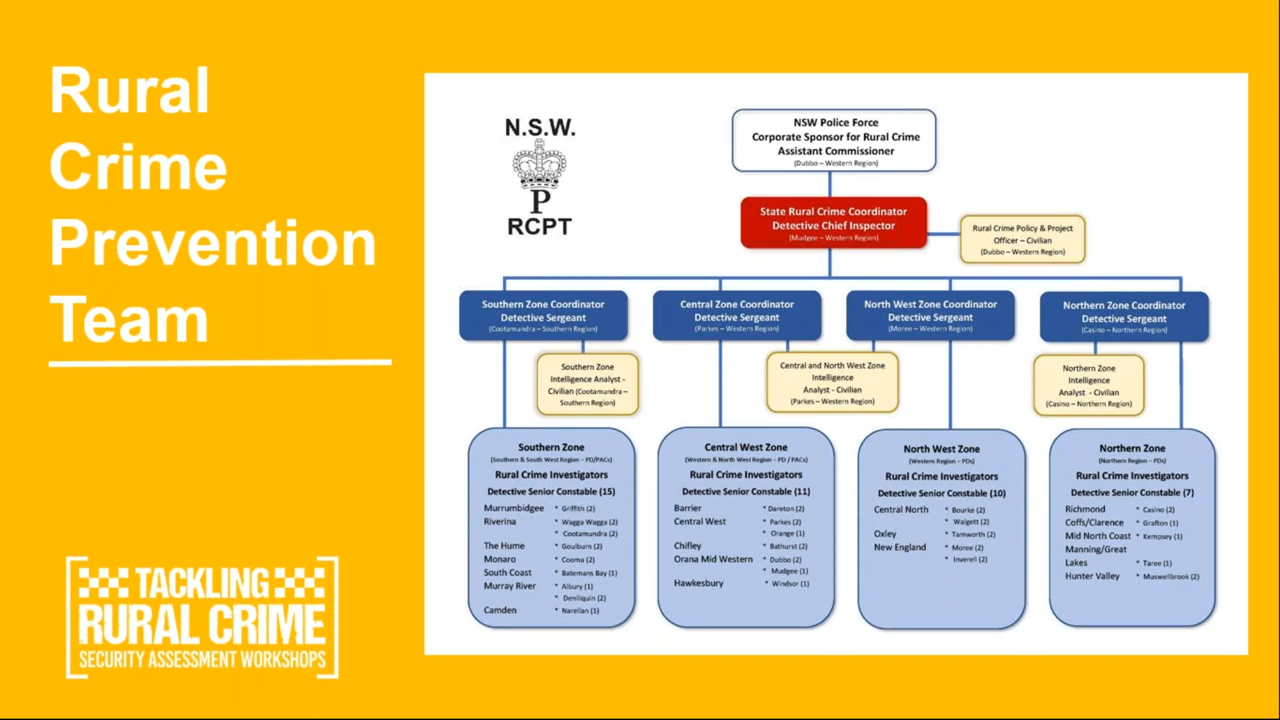 Rural
Crime
Prevention
Team
TACKLING
RURAL CRIME
SECURITY ASSESSMENT WORKSHOPS
N.S.W.
P
RCPT
NSW Police Force
Corporate Sponsor for Rural Crime
Assistant Commissioner
(Dubbo – Western Region)
State Rural Crime Coordinator
Detective Chief Inspector
(Mudgee – Western Region)
Rural Crime Policy & Project
Officer – Civilian
(Dubbo – Western Region)
Southern Zone Coordinator
Detective Sergeant
(Cootamundra – Southern Region)
Central Zone Coordinator
Detective Sergeant
(Parkes – Western Region)
North West Zone Coordinator
Detective Sergeant
(Moree – Western Region)
Northern Zone Coordinator
Detective Sergeant
(Casino – Northern Region)
Southern Zone
Intelligence Analyst -
Civilian (Cootamundra –
Southern Region)
Central and North West Zone
Intelligence
Analyst - Civilian
(Parkes – Western Region)
Northern Zone
Intelligence
Analyst - Civilian
(Casino – Northern Region)
Southern Zone
(Southern & South West Region – PD/PACs)
Rural Crime Investigators
Detective Senior Constable (15)
Murrumbidgee * Griffith (2)
Riverina * Wagga Wagga (2)
* Cootamundra (2)
The Hume * Goulburn (2)
Monaro * Cooma (2)
South Coast * Batemans Bay (1)
Murray River * Albury (1)
* Deniliquin (2)
Camden * Narellan (1)
Central West Zone
(Western & North West Region – PD / PACs)
Rural Crime Investigators
Detective Senior Constable (11)
Barrier * Dareton (2)
Central West * Parkes (2)
* Orange (1)
Chifley * Bathurst (2)
Orana Mid Western * Dubbo (2)
* Mudgee (1)
Hawkesbury * Windsor (1)
North West Zone
(Western Region – PDs)
Rural Crime Investigators
Detective Senior Constable (10)
Central North * Bourke (2)
* Walgett (2)
Oxley * Tamworth (2)
New England * Moree (2)
* Inverell (2)
Northern Zone
(Northern Region – PDs)
Rural Crime Investigators
Detective Senior Constable (7)
Richmond * Casino (2)
Coffs/Clarence * Grafton (1)
Mid North Coast * Kempsey (1)
Manning/Great
Lakes * Taree (1)
Hunter Valley * Muswellbrook (2)